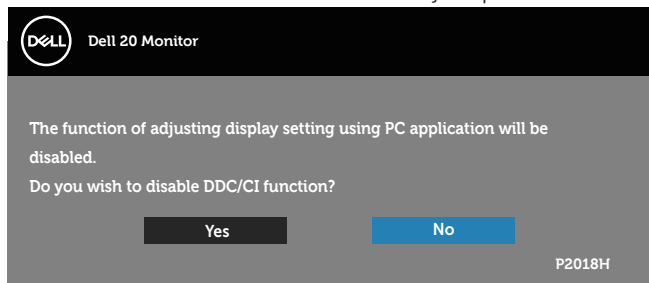 DELL
Dell 20 Monitor
The function of adjusting display setting using PC application will be
disabled.
Do you wish to disable DDC/CI function?
Yes No
P2018H